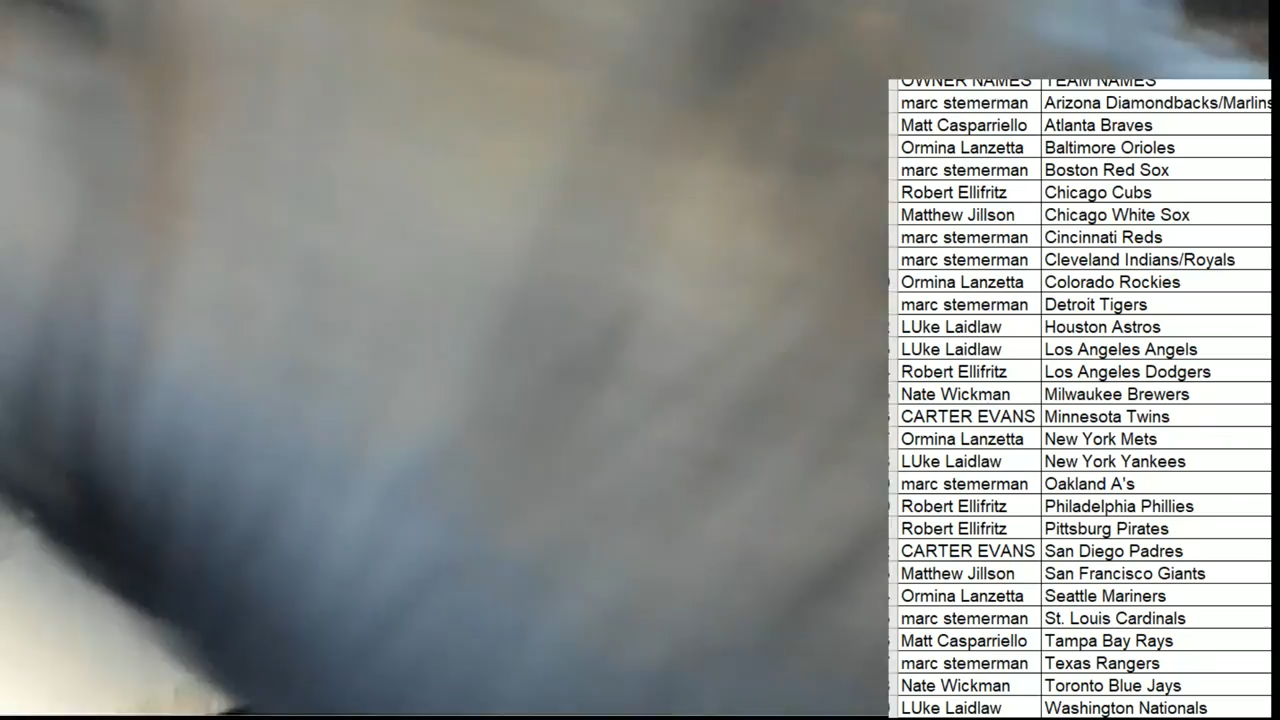 OWNER NAMES TEAM NAMES
marc stemerman Arizona Diamondbacks/Marlins
Matt Casparriello Atlanta Braves
Ormina Lanzetta Baltimore Orioles
marc stemerman Boston Red Sox
Robert Ellifritz Chicago Cubs
Matthew Jillson Chicago White Sox
marc stemerman Cincinnati Reds
marc stemerman Cleveland Indians/Royals
Ormina Lanzetta Colorado Rockies
marc stemerman Detroit Tigers
LUke Laidlaw Houston Astros
LUke Laidlaw Los Angeles Angels
Robert Ellifritz Los Angeles Dodgers
Nate Wickman Milwaukee Brewers
CARTER EVANS Minnesota Twins
Ormina Lanzetta New York Mets
LUke Laidlaw New York Yankees
marc stemerman Oakland A's
Robert Ellifritz Philadelphia Phillies
Robert Ellifritz Pittsburg Pirates
CARTER EVANS San Diego Padres
Matthew Jillson San Francisco Giants
Ormina Lanzetta Seattle Mariners
marc stemerman St. Louis Cardinals
Matt Casparriello Tampa Bay Rays
marc stemerman Texas Rangers
Nate Wickman Toronto Blue Jays
LUke Laidlaw Washington Nationals